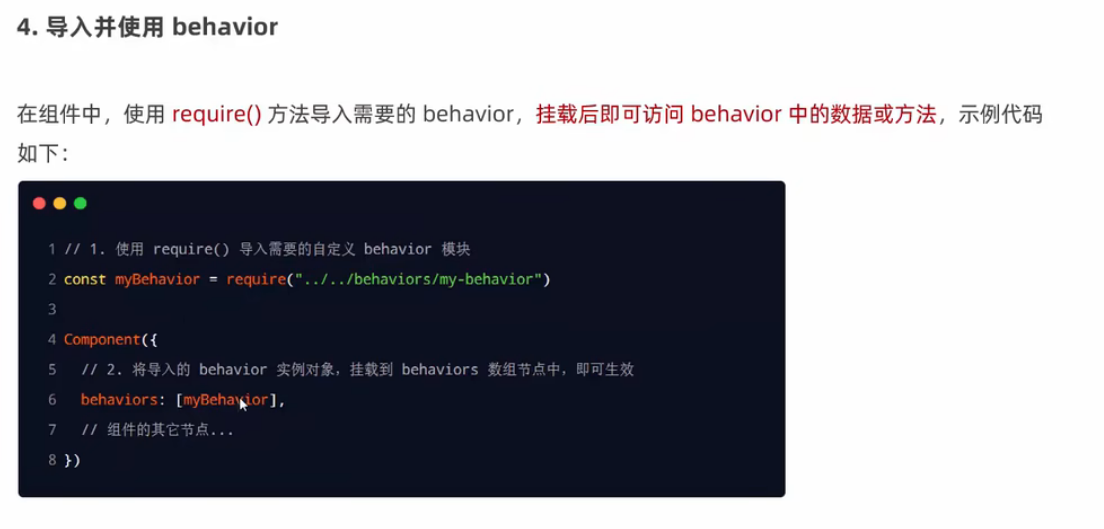 4. 导入并使用 behavior
在组件中，使用 require() 方法导入需要的 behavior，挂载后即可访问 behavior 中的数据或方法，示例代码
如下：
1 // 1. 使用 require() 导入需要的自定义 behavior 模块
2 const myBehavior = require("../../behaviors/my-behavior")
3
4 Component({
5 // 2. 将导入的 behavior 实例对象，挂载到 behaviors 数组节点中，即可生效
6 behaviors: [myBehavior],
7 // 组件的其它节点...
8 })